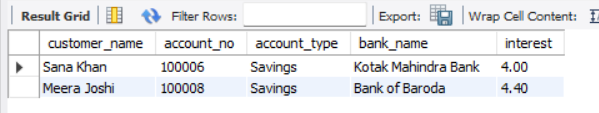 Result Grid Filter Rows: Export: Wrap Cell Content:
customer_name account_no account_type bank_name interest
Sana Khan 100006 Savings Kotak Mahindra Bank 4.00
Meera Joshi 100008 Savings Bank of Baroda 4.40